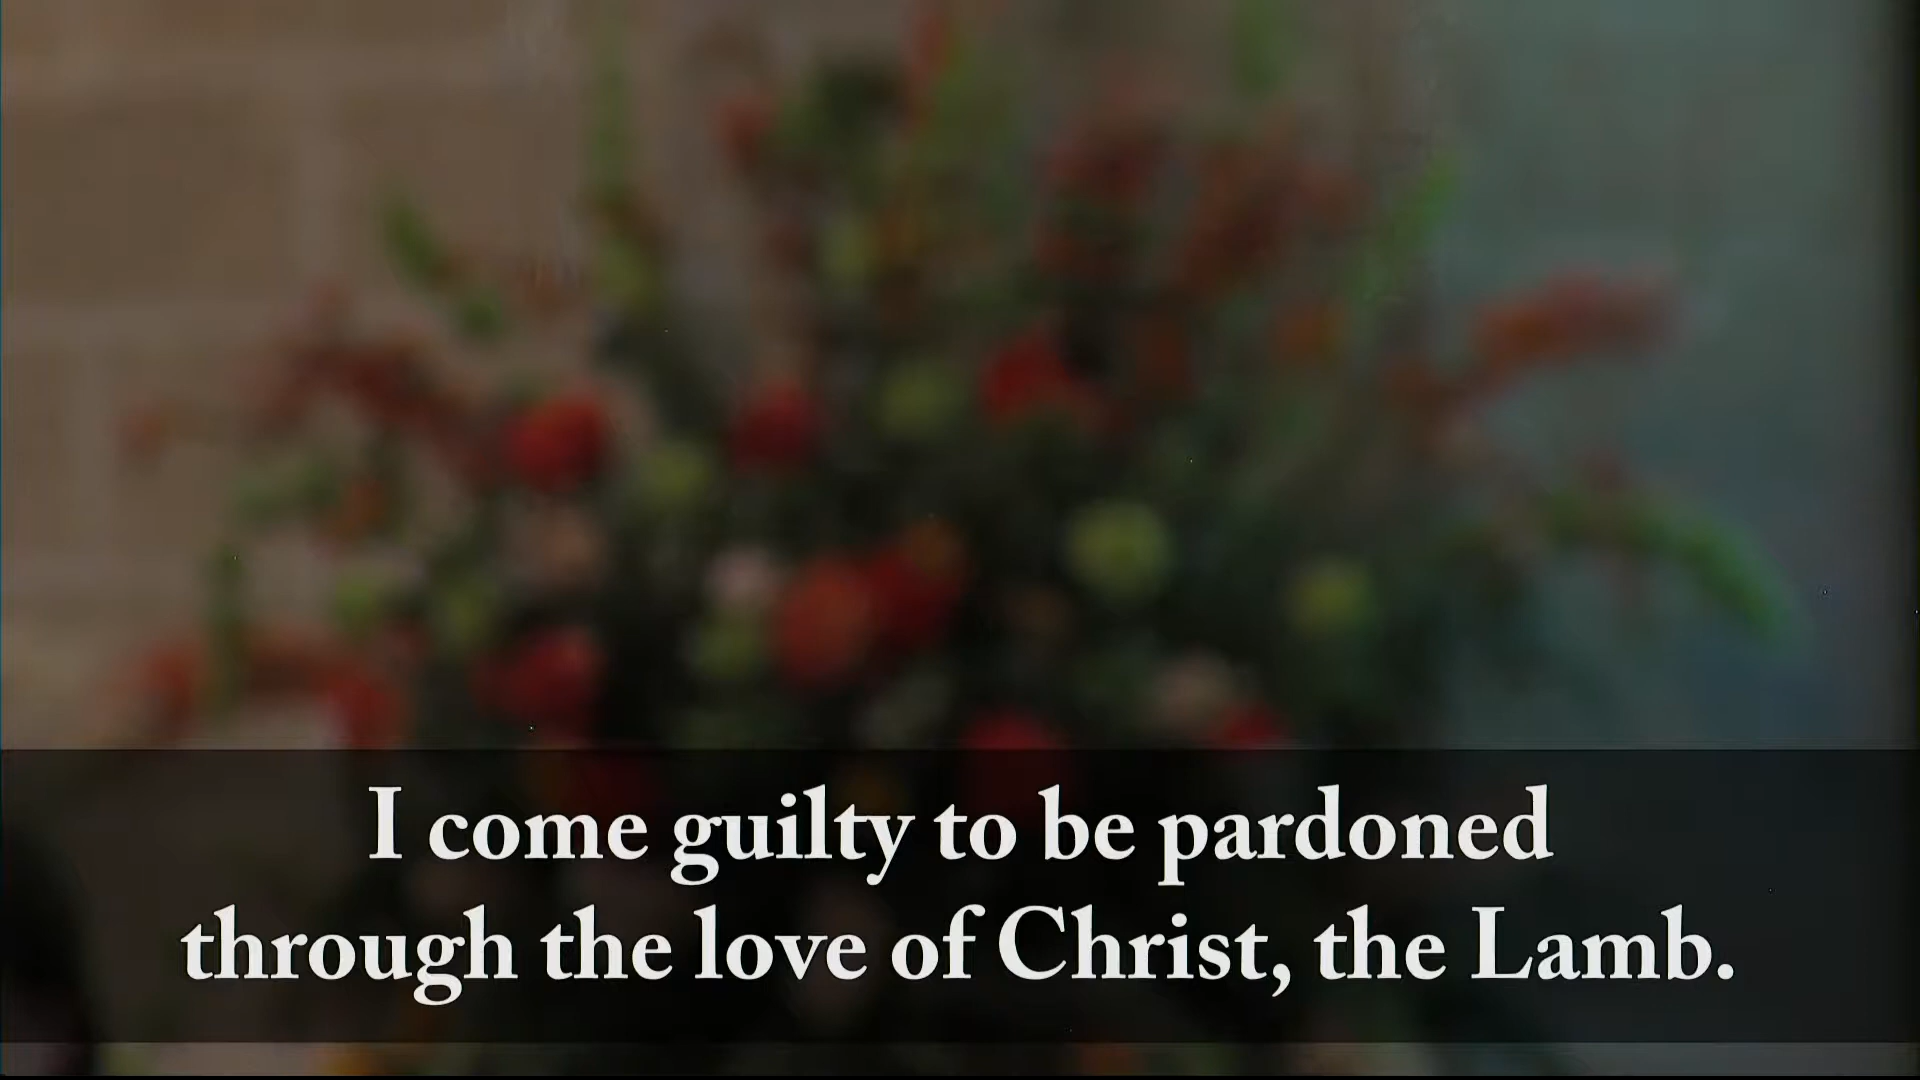 I come guilty to be pardoned
through the love of Christ, the Lamb.